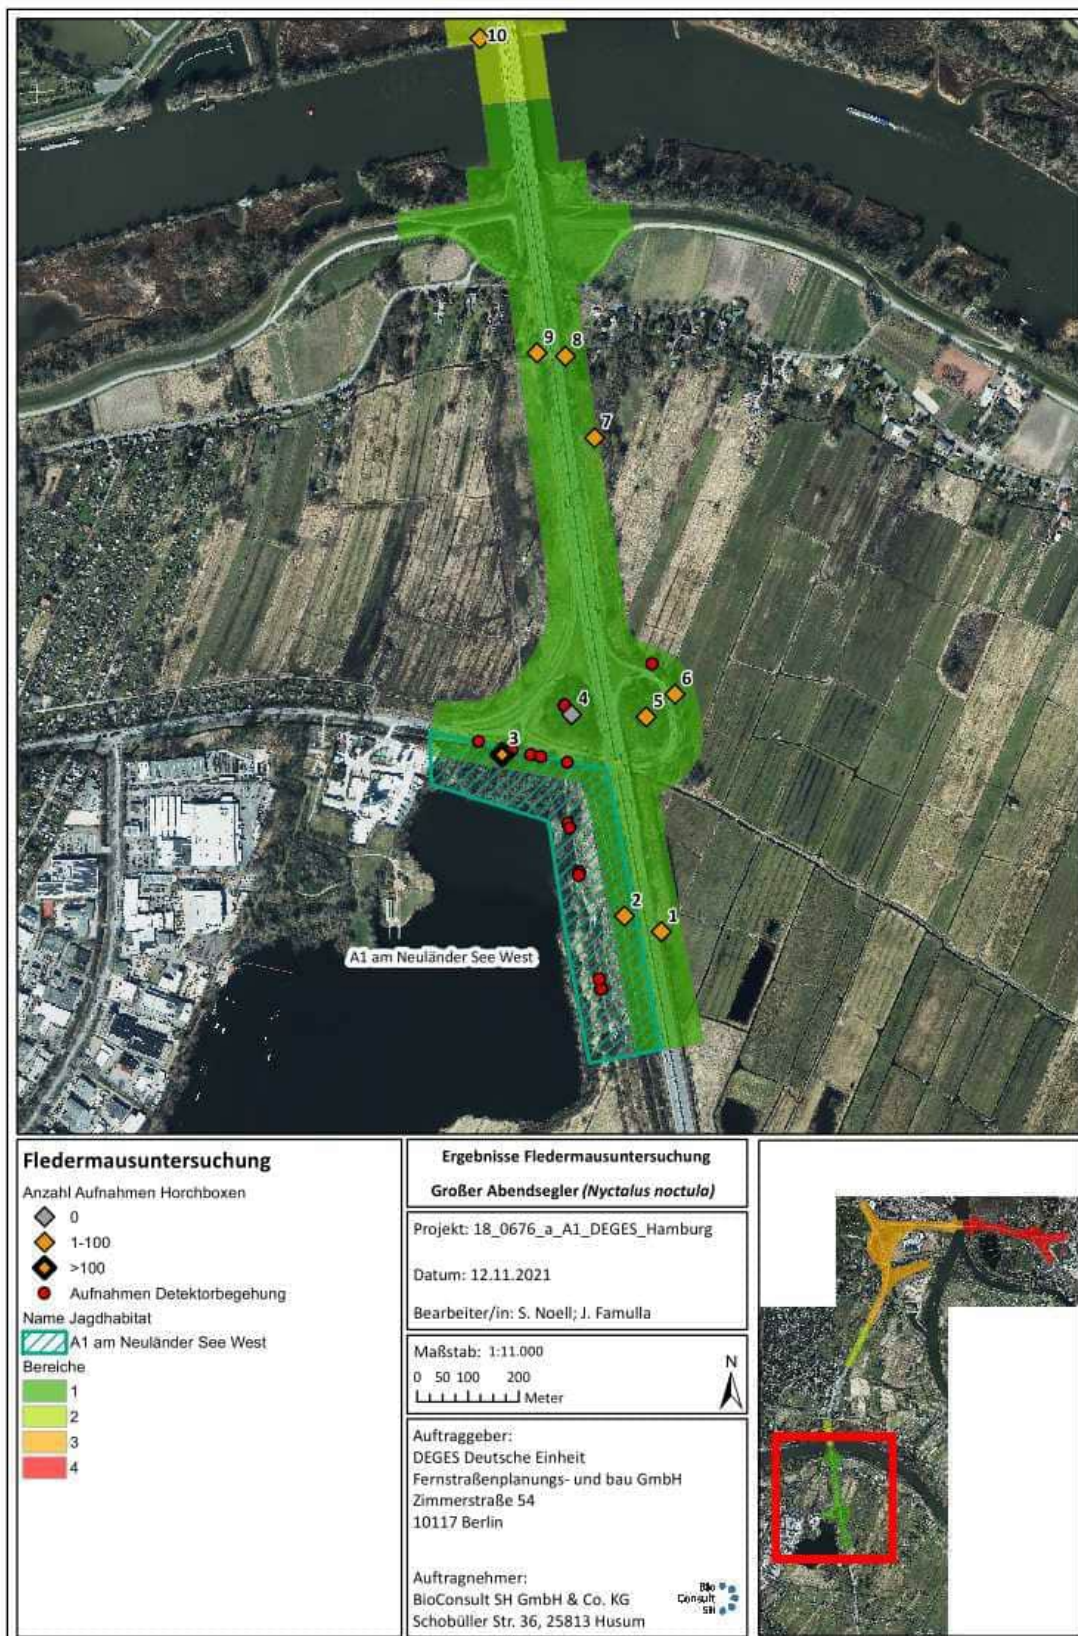 10
9
8
7
6
5
4
3
2
1
A1 am Neuländer See West
Fledermausuntersuchung
Anzahl Aufnahmen Horchboxen
0
1-100
>100
Aufnahmen Detektorbegehung
Name Jagdhabitat
A1 am Neuländer See West
Bereiche
1
2
3
4
Ergebnisse Fledermausuntersuchung
Großer Abendsegler (Nyctalus noctula)
Projekt: 18_0676_a_A1_DEGES_Hamburg
Datum: 12.11.2021
Bearbeiter/in: S. Noell; J. Famulla
Maßstab: 1:11.000
0 50 100 200
Meter
N
Auftraggeber:
DEGES Deutsche Einheit
Fernstraßenplanungs- und bau GmbH
Zimmerstraße 54
10117 Berlin
Auftragnehmer:
BioConsult SH GmbH & Co. KG
Schobüller Str. 36, 25813 Husum
Bio
Consult
SH